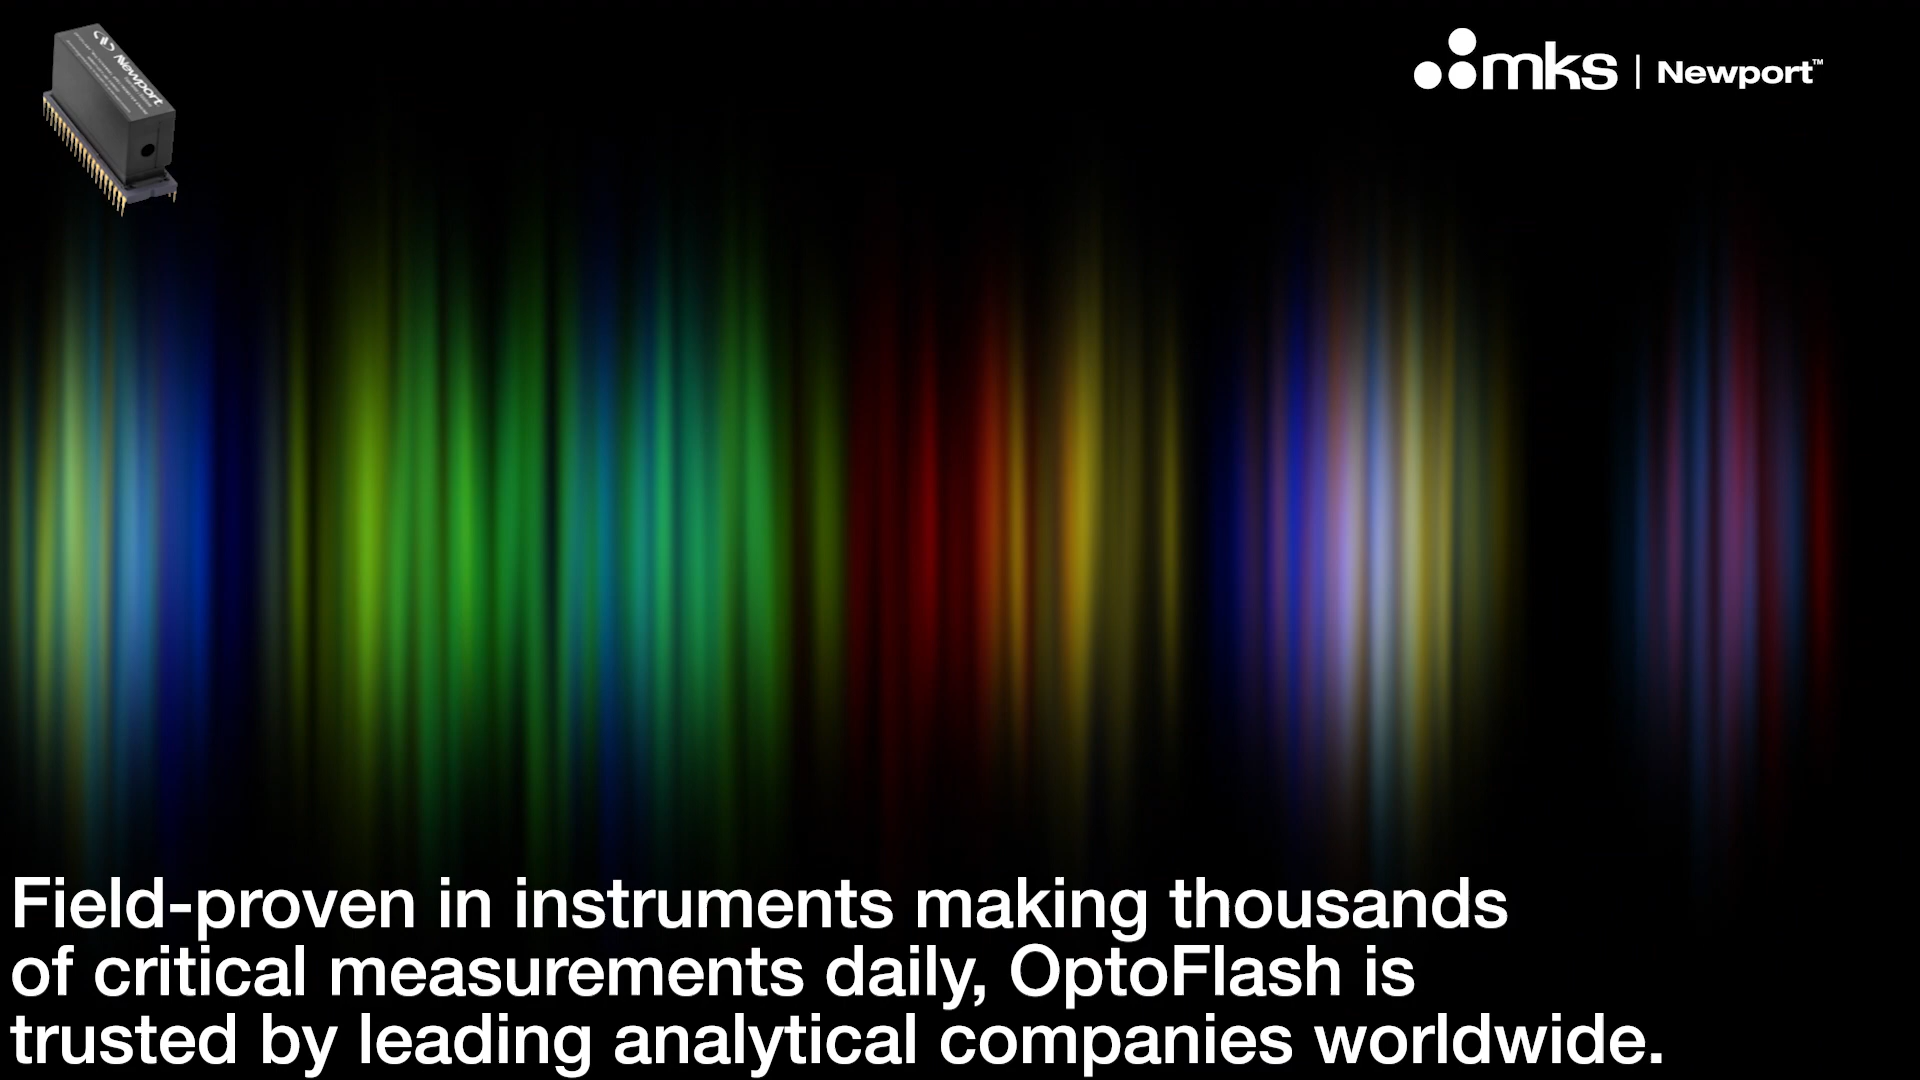 Newport
mks | Newport™
Field-proven in instruments making thousands
of critical measurements daily, OptoFlash is
trusted by leading analytical companies worldwide.